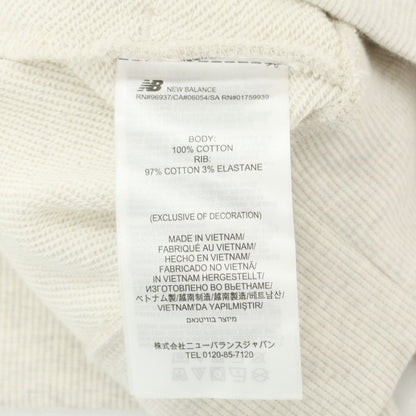 NB NEW BALANCE
RN#96937/CA#06054/SA RN#01759939
BODY:
100% COTTON
RIB:
97% COTTON 3% ELASTANE
(EXCLUSIVE OF DECORATION)
MADE IN VIETNAM/
FABRIQUÉ AU VIETNAM/
HECHO EN VIETNAM/
FABRICADO NO VIETNÃ/
IN VIETNAM HERGESTELLT/
ИЗГОТОВЛЕНО ВО ВЬЕТНАМЕ/
ベトナム製/越南制造/越南製造/베트남산/
VIETNAM'DA YAPILMIŞTIR/
מיוצר בוויטנאם
株式会社ニューバランスジャパン
TEL 0120-85-7120